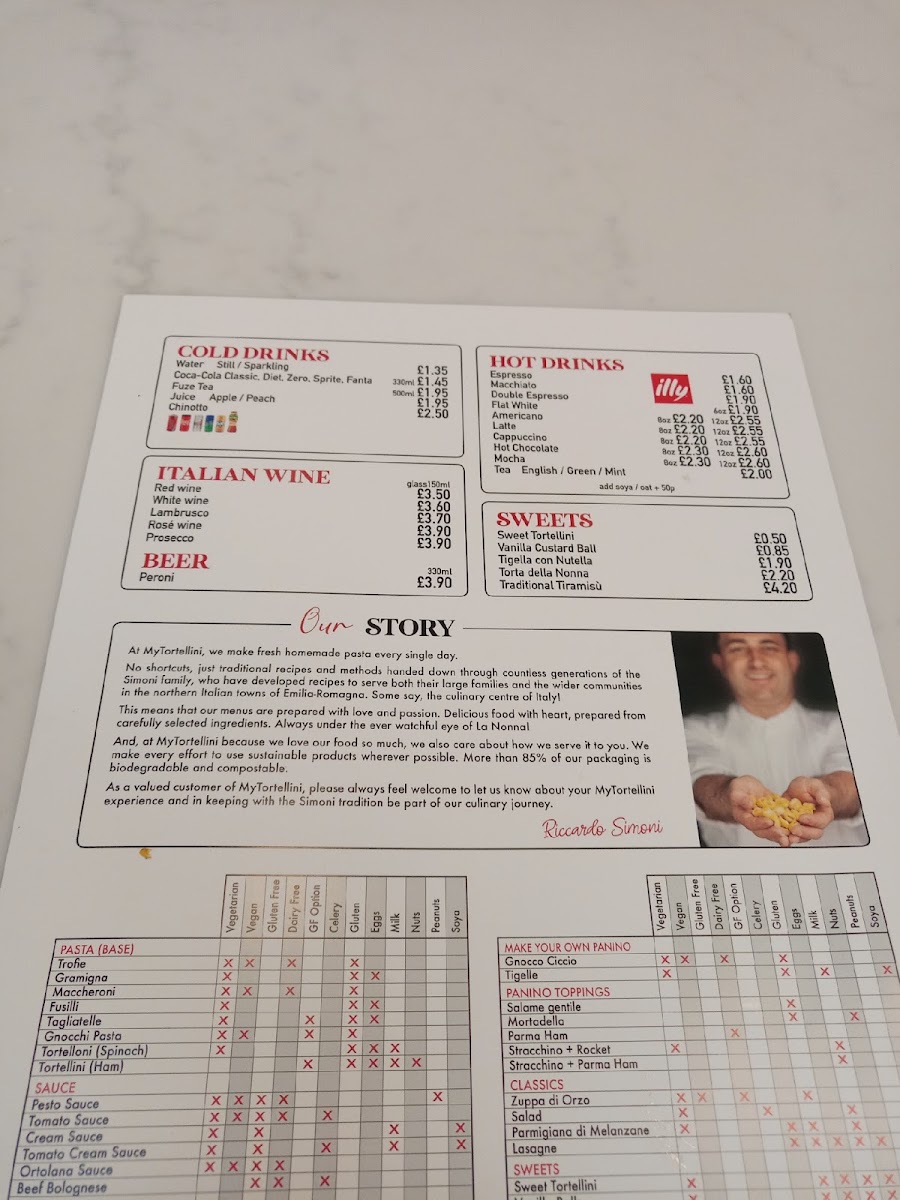 COLD DRINKS
Water Still / Sparkling £1.35
Coca-Cola Classic, Diet, Zero, Sprite, Fanta 330ml £1.45
Fuze Tea 500ml £1.95
Juice Apple / Peach £1.95
Chinotto £2.50
ITALIAN WINE
glass150ml
Red wine £3.50
White wine £3.60
Lambrusco £3.70
Rosé wine £3.90
Prosecco £3.90
BEER
330ml
Peroni £3.90
HOT DRINKS
illy
Espresso £1.60
Macchiato £1.60
Double Espresso £1.90
Flat White 6oz £1.90
Americano 8oz £2.20 12oz £2.55
Latte 8oz £2.20 12oz £2.55
Cappuccino 8oz £2.20 12oz £2.55
Hot Chocolate 8oz £2.30 12oz £2.60
Mocha 8oz £2.30 12oz £2.60
Tea English / Green / Mint £2.00
add soya / oat + 50p
SWEETS
Sweet Tortellini £0.50
Vanilla Custard Ball £0.85
Tigella con Nutella £1.90
Torta della Nonna £2.20
Traditional Tiramisù £4.20
Our STORY
At MyTortellini, we make fresh homemade pasta every single day.
No shortcuts, just traditional recipes and methods handed down through countless generations of the
Simoni family, who have developed recipes to serve both their large families and the wider communities
in the northern Italian towns of Emilia-Romagna. Some say, the culinary centre of Italy!
This means that our menus are prepared with love and passion. Delicious food with heart, prepared from
carefully selected ingredients. Always under the ever watchful eye of La Nonna!
And, at MyTortellini because we love our food so much, we also care about how we serve it to you. We
make every effort to use sustainable products wherever possible. More than 85% of our packaging is
biodegradable and compostable.
As a valued customer of MyTortellini, please always feel welcome to let us know about your MyTortellini
experience and in keeping with the Simoni tradition be part of our culinary journey.
Riccardo Simoni
Vegetarian Vegan Gluten Free Dairy Free GF Option Celery Gluten Eggs Milk Nuts Peanuts Soya
PASTA (BASE)
Trofie X X X X
Gramigna X X X
Maccheroni X X X X
Fusilli X X X
Tagliatelle X X X X
Gnocchi Pasta X X X X
Tortelloni (Spinach) X X X X
Tortellini (Ham) X X X X X
SAUCE
Pesto Sauce X X X X X
Tomato Sauce X X X X X
Cream Sauce X X X X
Tomato Cream Sauce X X X X X
Ortolana Sauce X X X X
Beef Bolognese X X X
Vegetarian Vegan Gluten Free Dairy Free GF Option Celery Gluten Eggs Milk Nuts Peanuts Soya
MAKE YOUR OWN PANINO
Gnocco Ciccio X X X X
Tigelle X X X X
PANINO TOPPINGS
Salame gentile X
Mortadella X X
Parma Ham X
Stracchino + Rocket X X
Stracchino + Parma Ham X
CLASSICS
Zuppa di Orzo X X X X
Salad X X X
Parmigiana di Melanzane X X X X
Lasagne X X X X X
SWEETS
Sweet Tortellini X X X X X